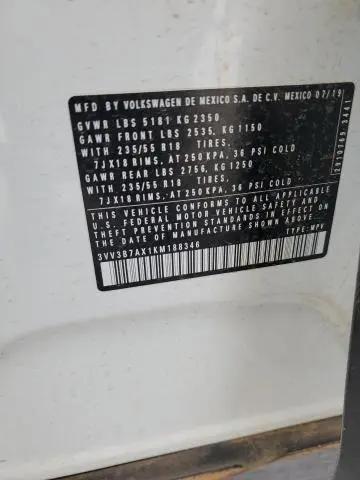 MFD BY VOLKSWAGEN DE MEXICO S.A. DE C.V. MEXICO 07/19
GVWR LBS 5181 KG 2350
GAWR FRONT LBS 2535, KG 1150
WITH 235/55 R18 TIRES,
7JX18 RIMS, AT 250 KPA, 36 PSI COLD
GAWR REAR LBS 2756, KG 1250
WITH 235/55 R18 TIRES,
7JX18 RIMS, AT 250 KPA, 36 PSI COLD
THIS VEHICLE CONFORMS TO ALL APPLICABLE
U.S. FEDERAL MOTOR VEHICLE SAFETY AND
THEFT PREVENTION STANDARDS IN EFFECT ON
THE DATE OF MANUFACTURE SHOWN ABOVE.
3VV3B7AX1KM188346 TYPE: MPV